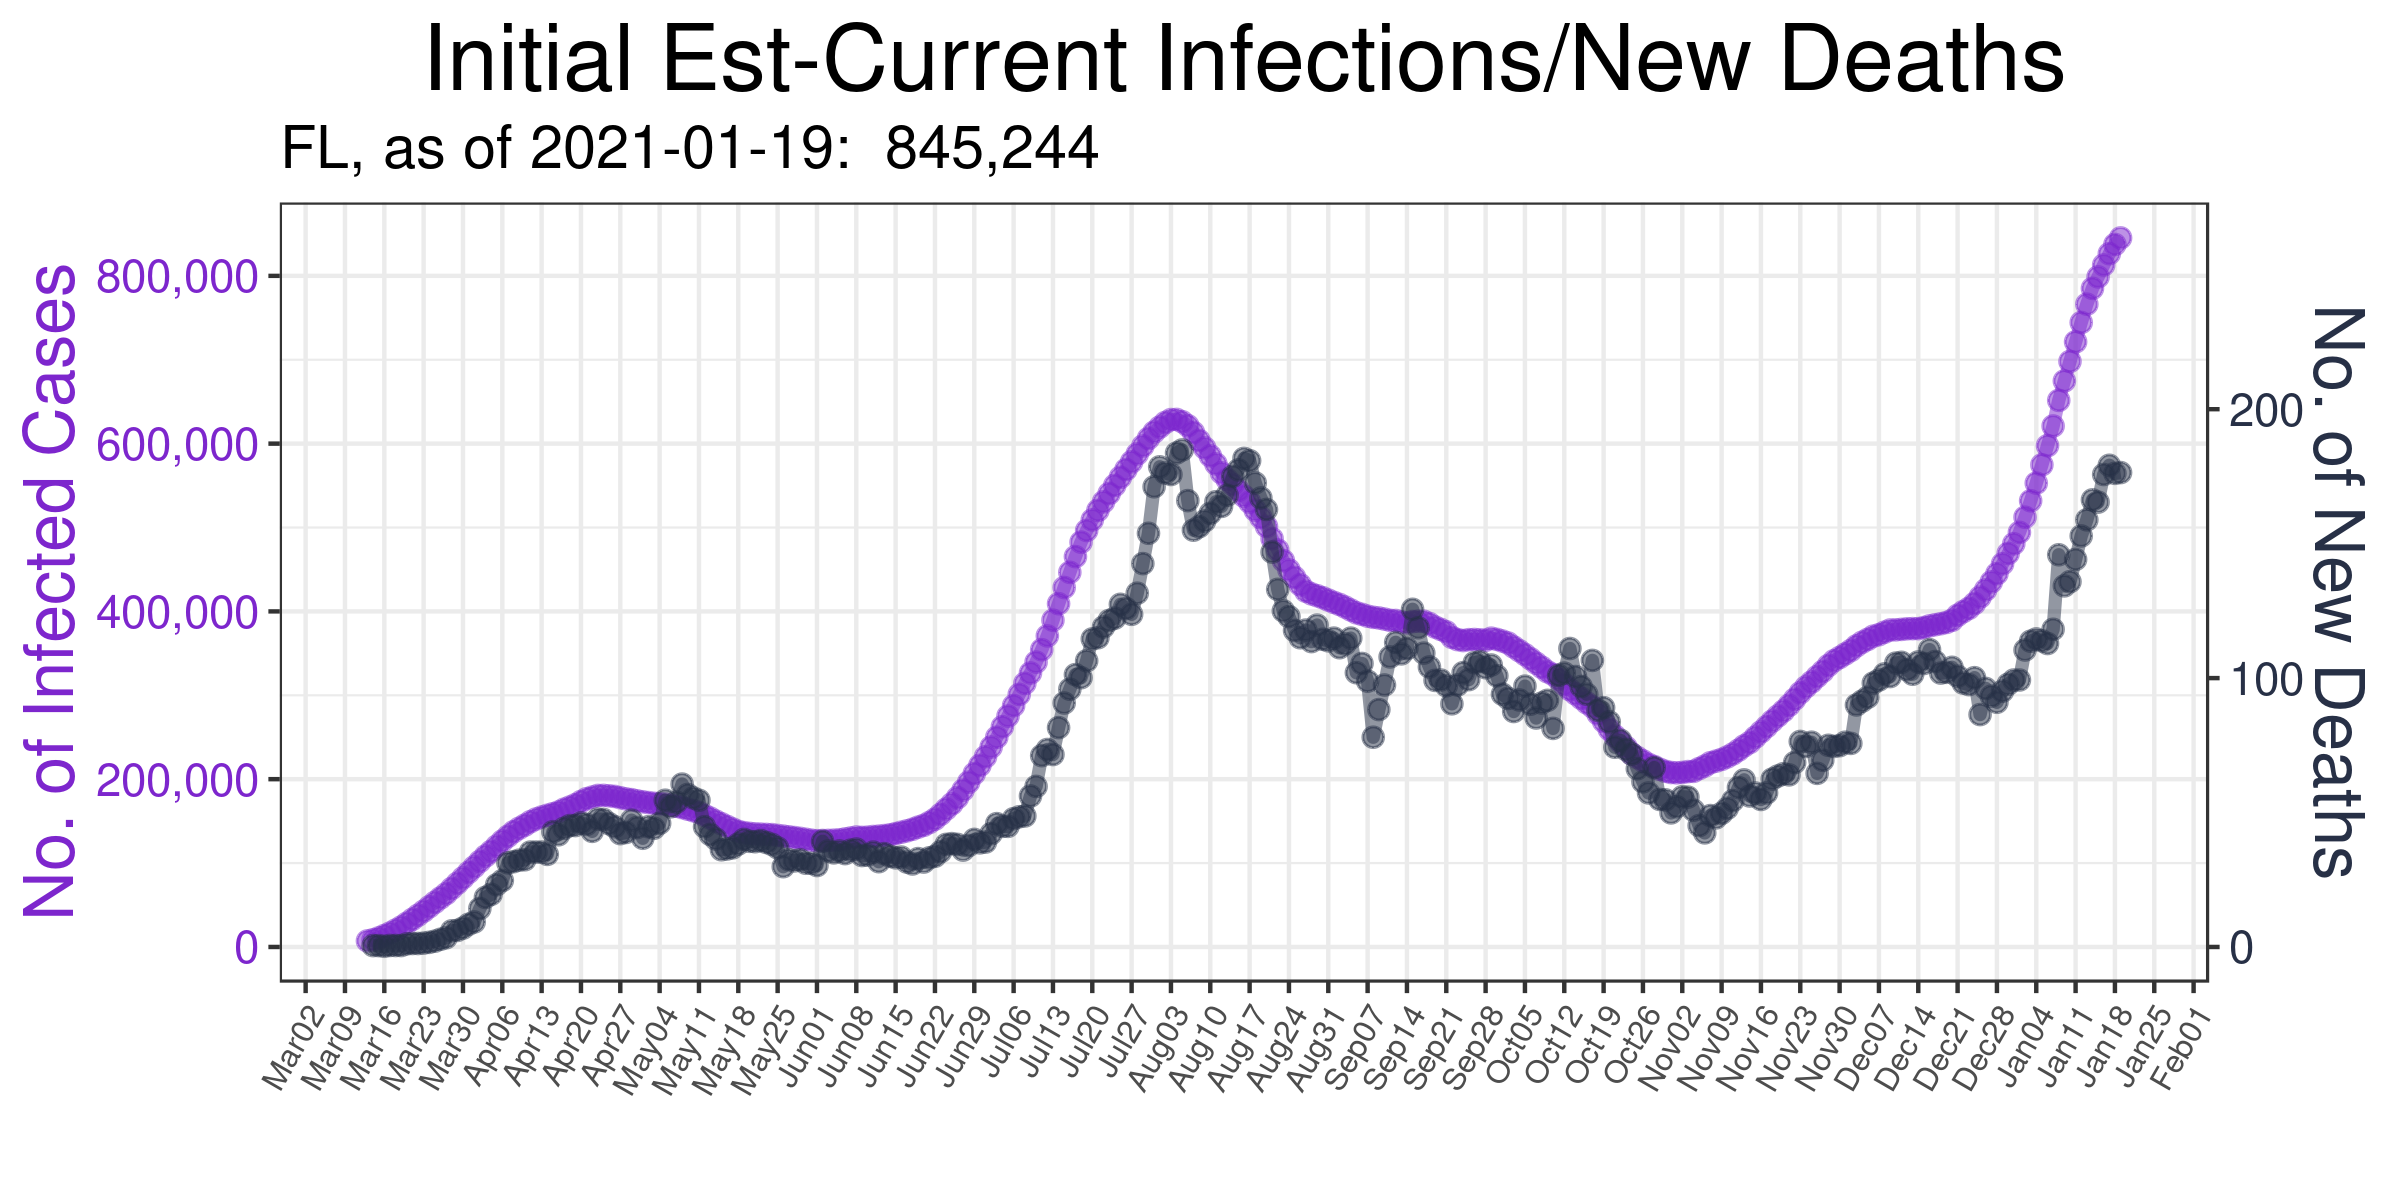 Initial Est-Current Infections/New Deaths
FL, as of 2021-01-19:  845,244
No. of Infected Cases
800,000
600,000
400,000
200,000
0
No. of New Deaths
200
100
0
Mar02
Mar09
Mar16
Mar23
Mar30
Apr06
Apr13
Apr20
Apr27
May04
May11
May18
May25
Jun01
Jun08
Jun15
Jun22
Jun29
Jul06
Jul13
Jul20
Jul27
Aug03
Aug10
Aug17
Aug24
Aug31
Sep07
Sep14
Sep21
Sep28
Oct05
Oct12
Oct19
Oct26
Nov02
Nov09
Nov16
Nov23
Nov30
Dec07
Dec14
Dec21
Dec28
Jan04
Jan11
Jan18
Jan25
Feb01